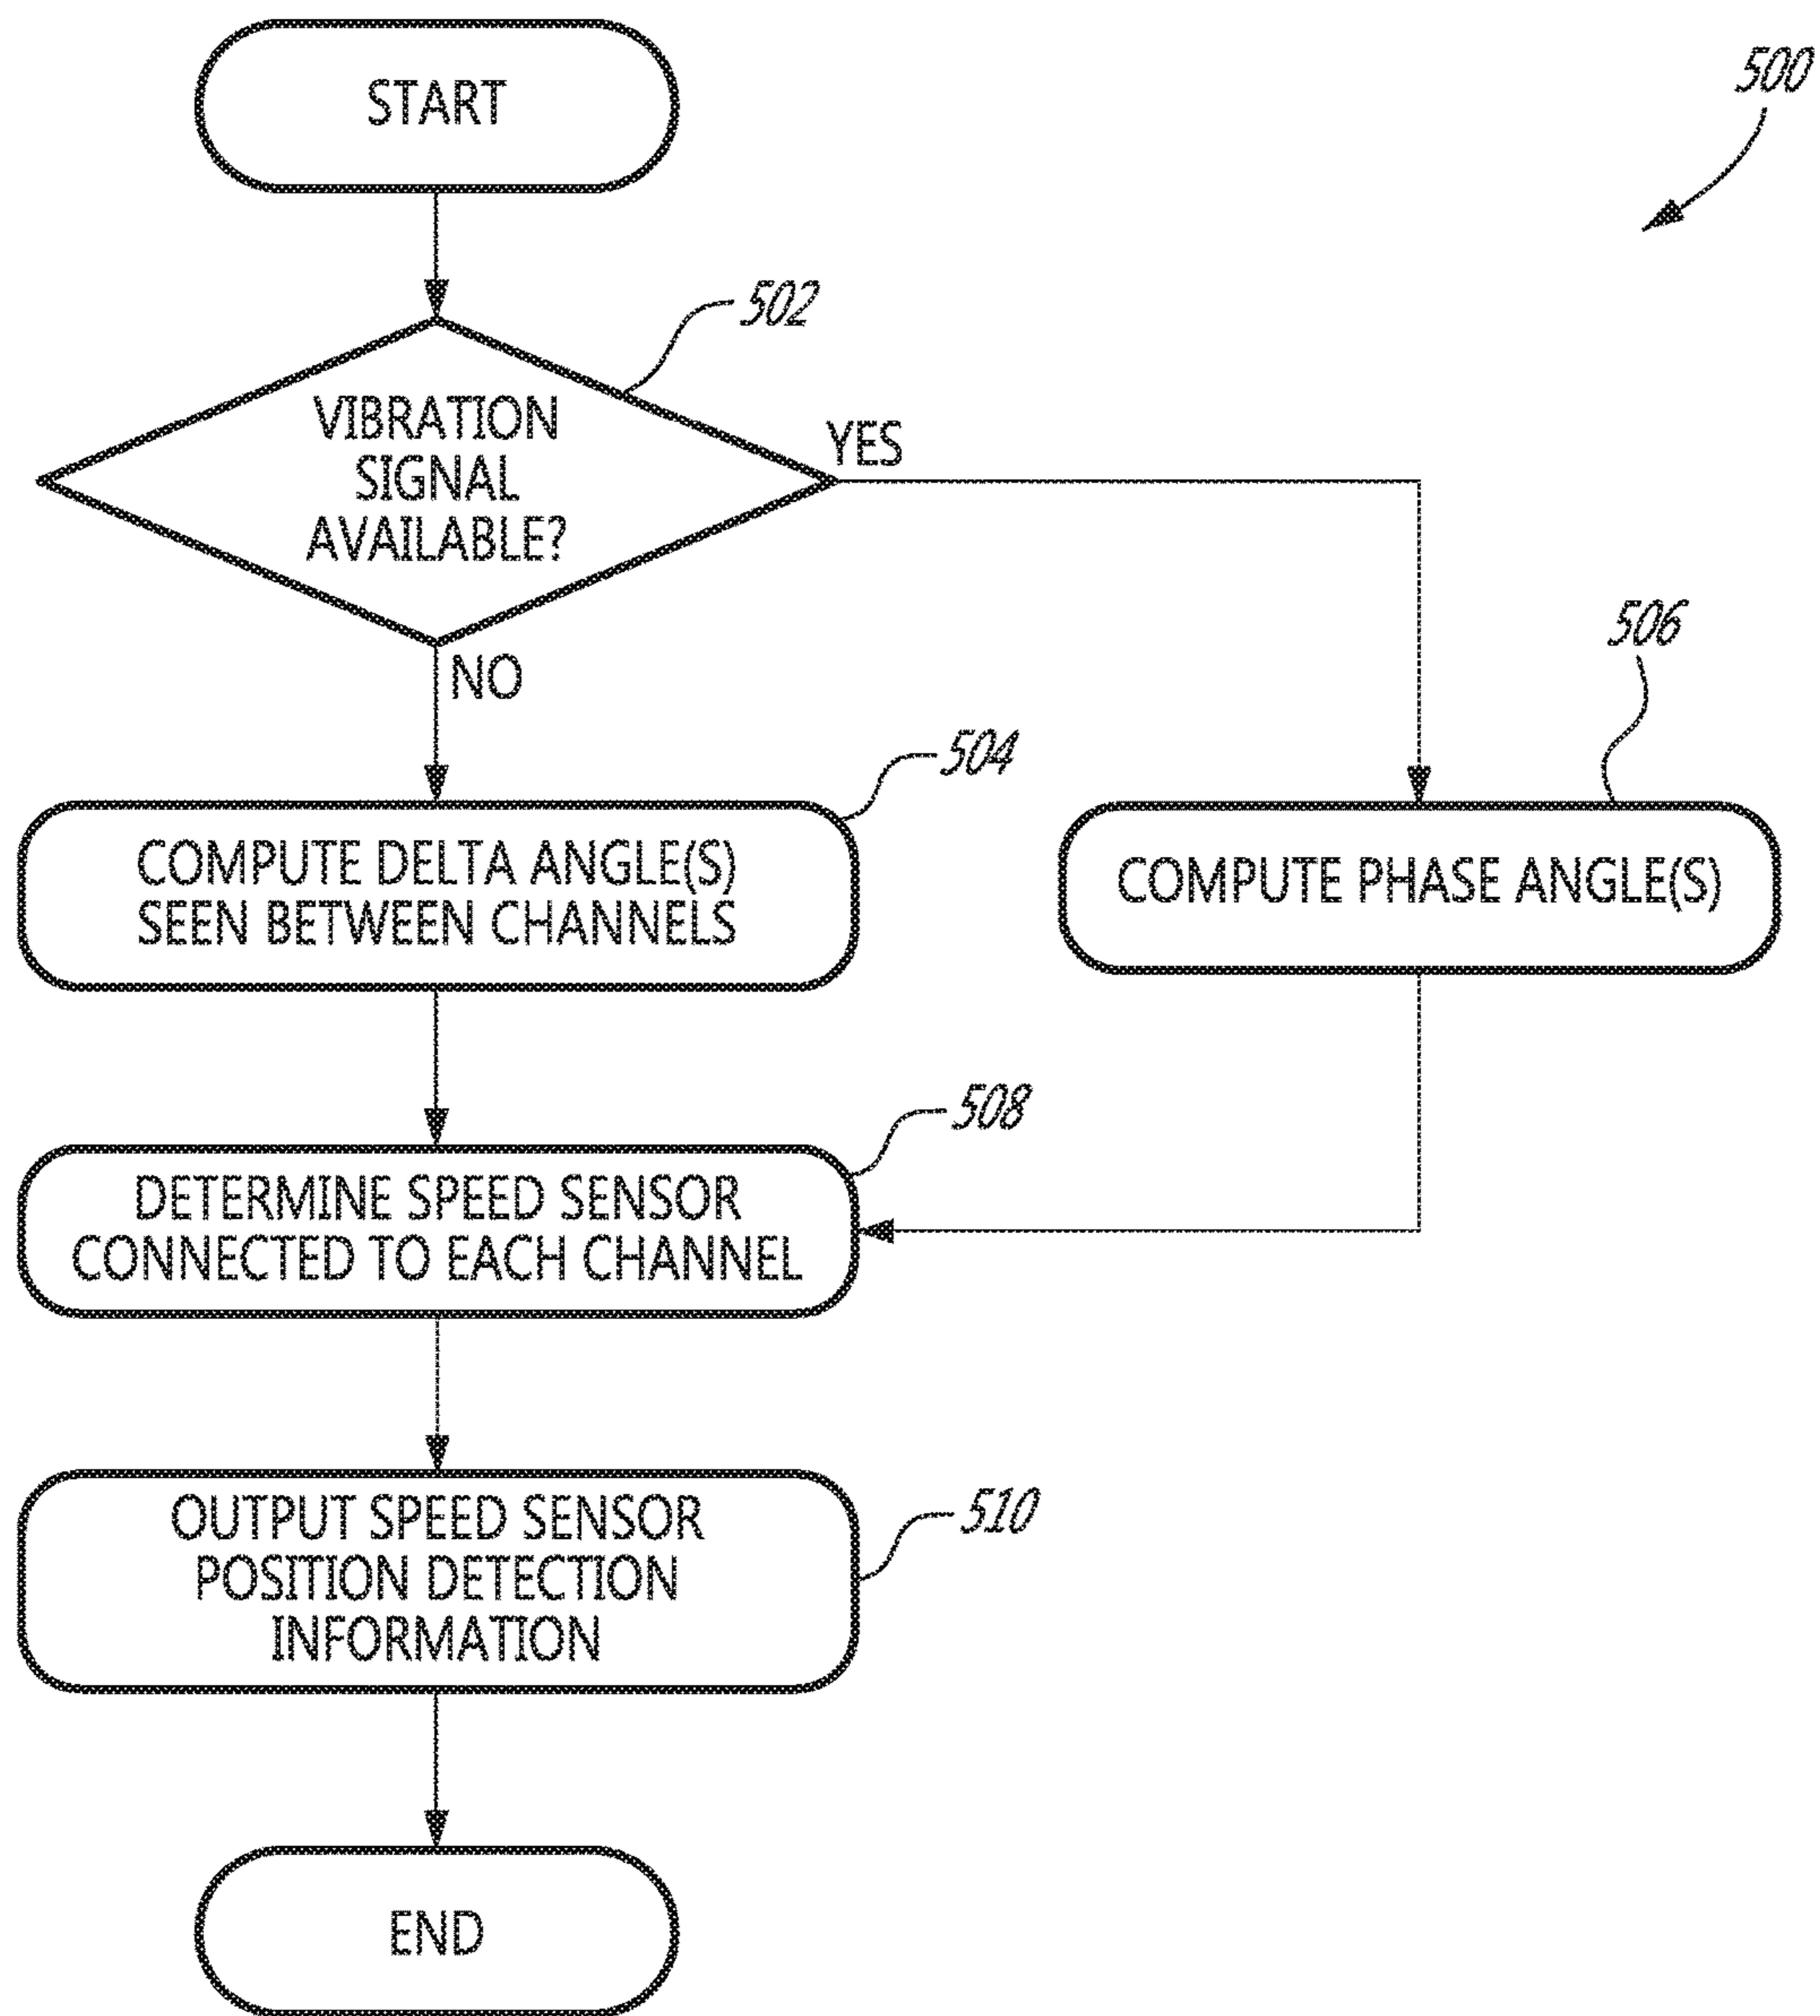 START
500
502
VIBRATION
SIGNAL
AVAILABLE?
YES
NO
504
COMPUTE DELTA ANGLE(S)
SEEN BETWEEN CHANNELS
506
COMPUTE PHASE ANGLE(S)
508
DETERMINE SPEED SENSOR
CONNECTED TO EACH CHANNEL
510
OUTPUT SPEED SENSOR
POSITION DETECTION
INFORMATION
END